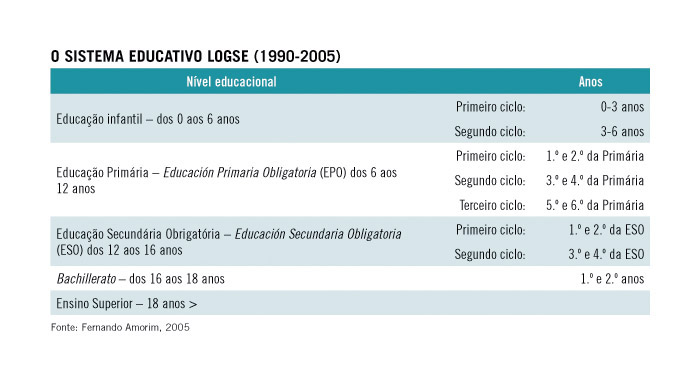 O SISTEMA EDUCATIVO LOGSE (1990-2005)
Nível educacional Anos
Educação infantil – dos 0 aos 6 anos
Primeiro ciclo: 0-3 anos
Segundo ciclo: 3-6 anos
Educação Primária – Educación Primaria Obligatoria (EPO) dos 6 aos
12 anos
Primeiro ciclo: 1.º e 2.º da Primária
Segundo ciclo: 3.º e 4.º da Primária
Terceiro ciclo: 5.º e 6.º da Primária
Educação Secundária Obrigatória – Educación Secundaria Obligatoria
(ESO) dos 12 aos 16 anos
Primeiro ciclo: 1.º e 2.º da ESO
Segundo ciclo: 3.º e 4.º da ESO
Bachillerato – dos 16 aos 18 anos 1.º e 2.º anos
Ensino Superior – 18 anos >
Fonte: Fernando Amorim, 2005